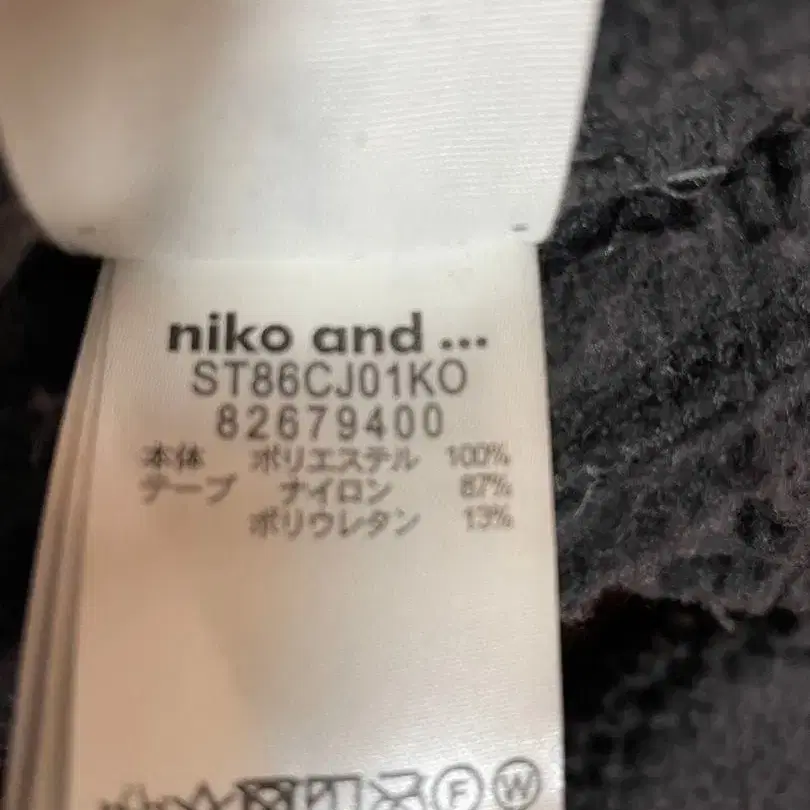 niko and ...
ST86CJ01KO
82679400
本体 ポリエステル 100%
テープ ナイロン 87%
ポリウレタン 13%
F W